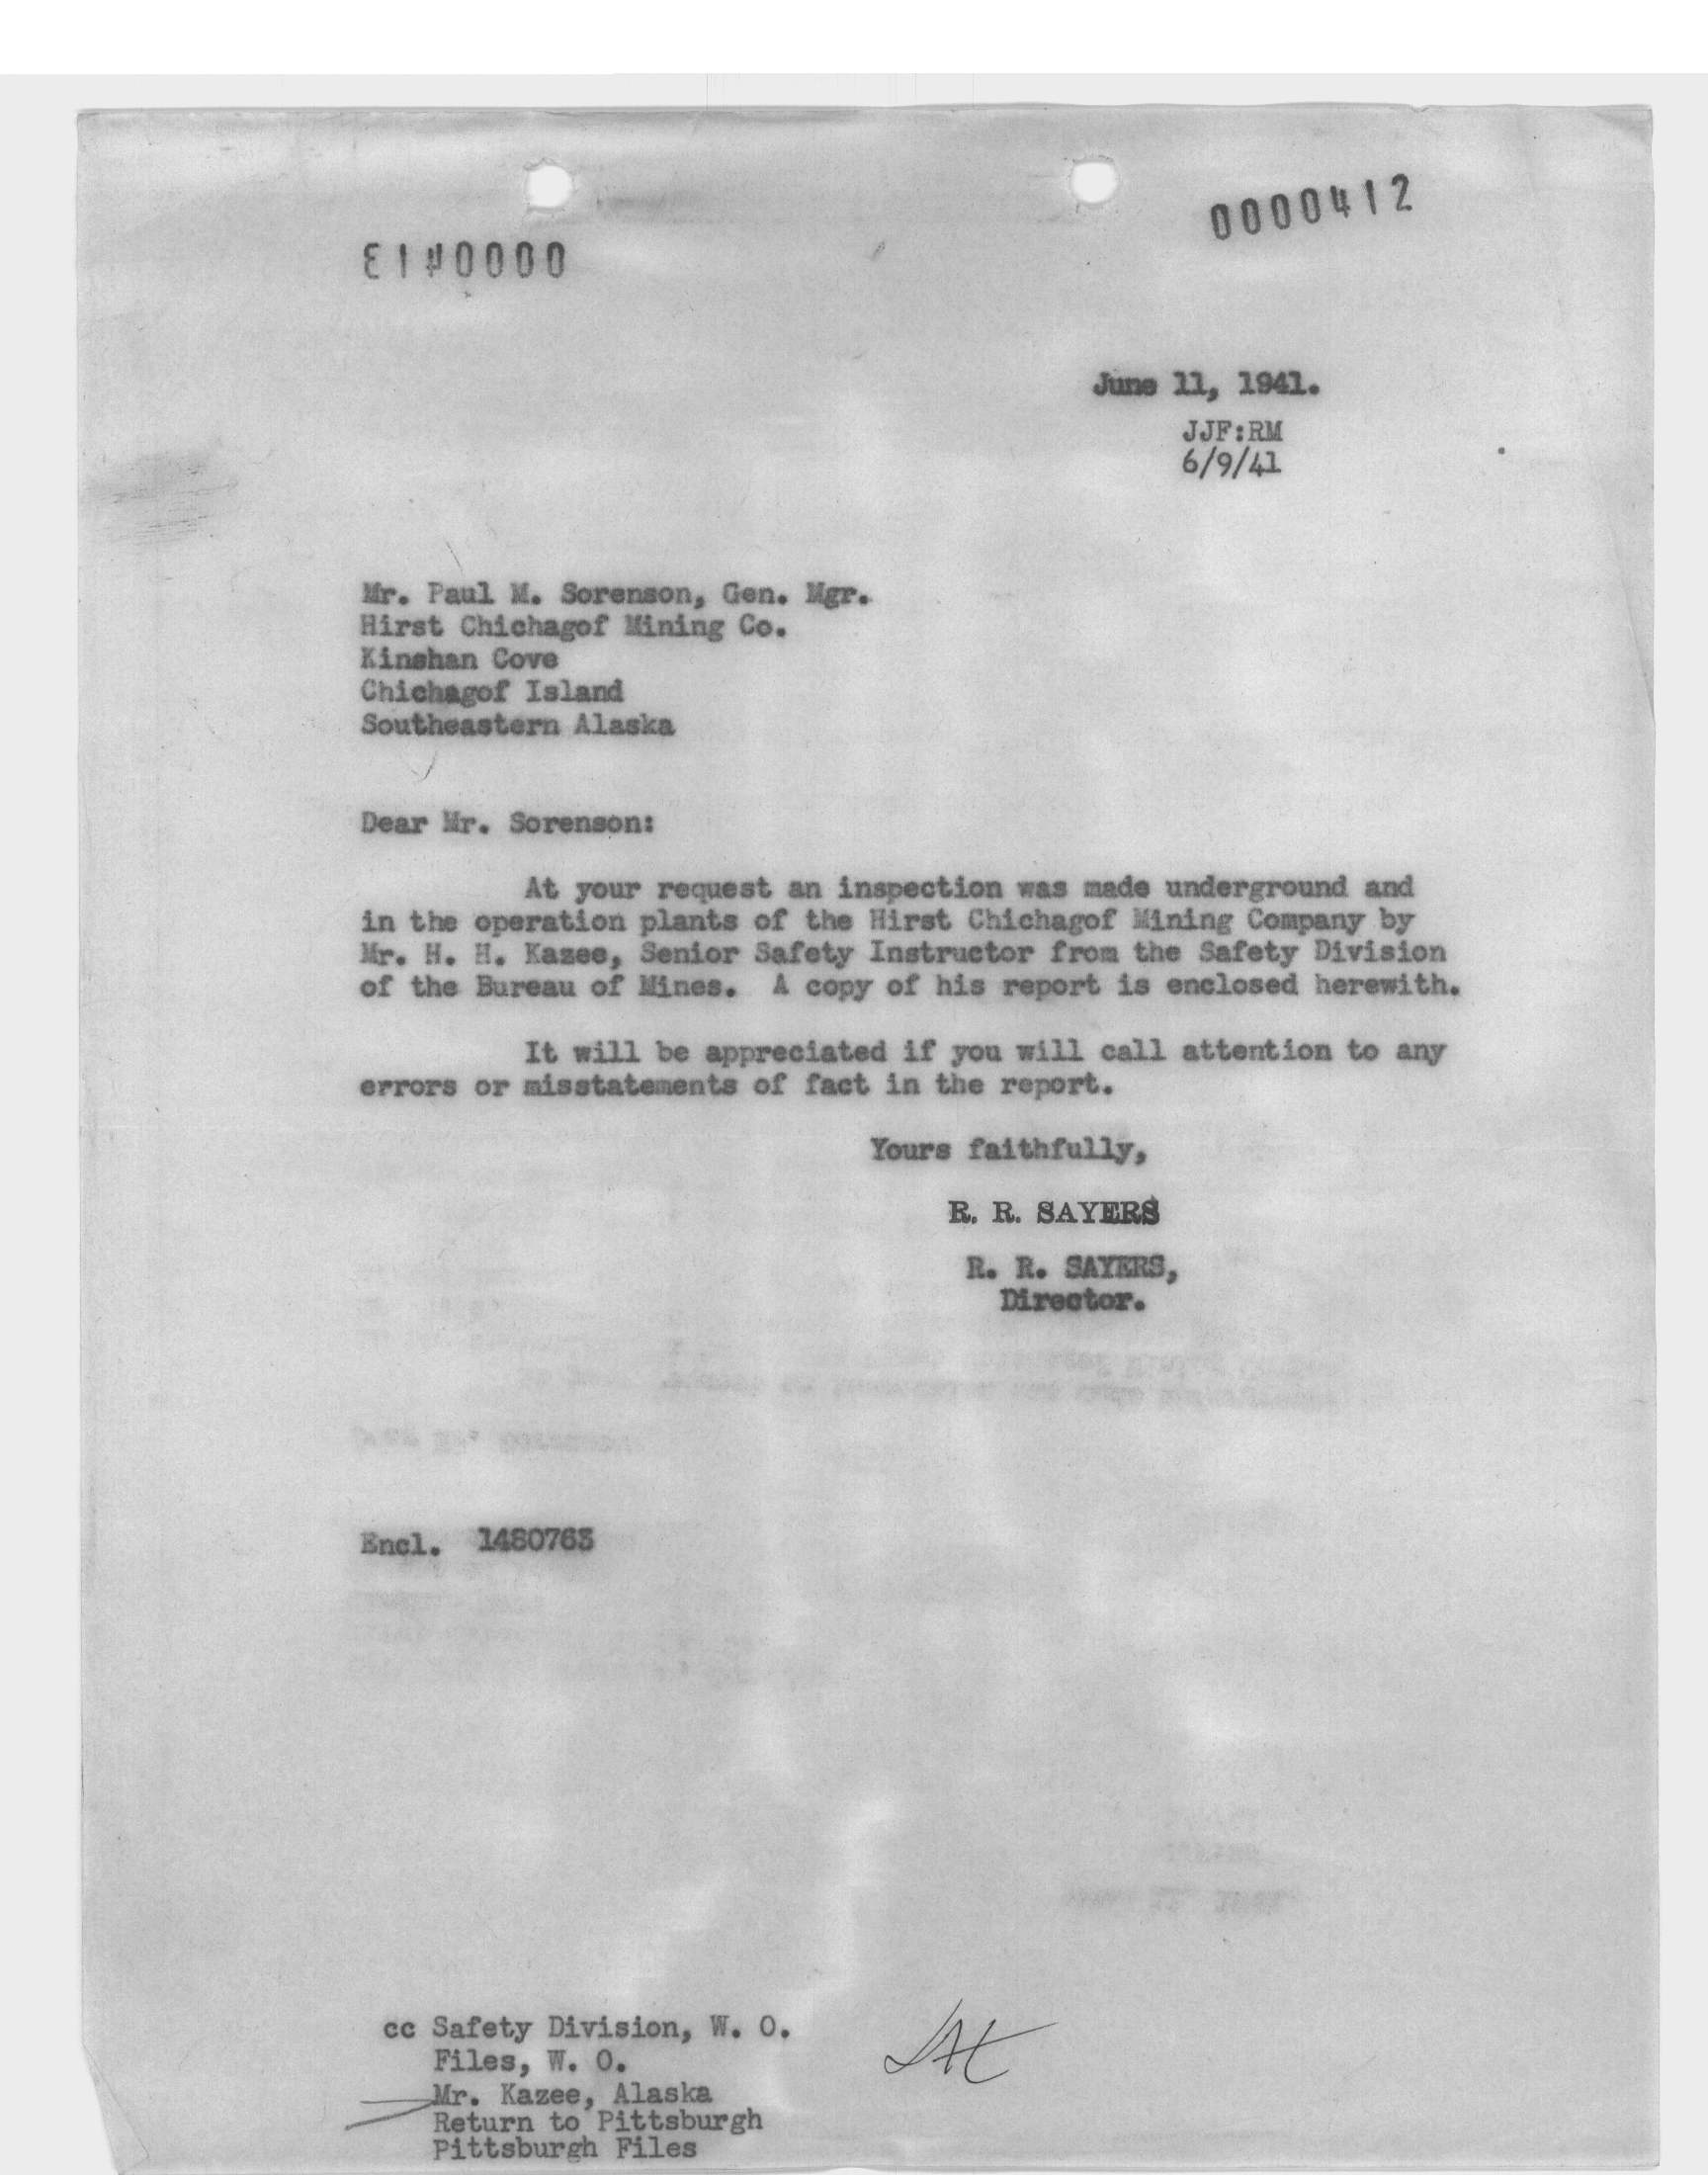 0000412
0000413
June 11, 1941.
JJF:RM
6/9/41
Mr. Paul M. Sorenson, Gen. Mgr.
Hirst Chichagof Mining Co.
Kinshan Cove
Chichagof Island
Southeastern Alaska
Dear Mr. Sorenson:
At your request an inspection was made underground and
in the operation plants of the Hirst Chichagof Mining Company by
Mr. H. H. Kazee, Senior Safety Instructor from the Safety Division
of the Bureau of Mines. A copy of his report is enclosed herewith.
It will be appreciated if you will call attention to any
errors or misstatements of fact in the report.
Yours faithfully,
R. R. SAYERS
R. R. SAYERS,
Director.
Encl. 1480763
cc Safety Division, W. O.
Files, W. O.
Mr. Kazee, Alaska
Return to Pittsburgh
Pittsburgh Files